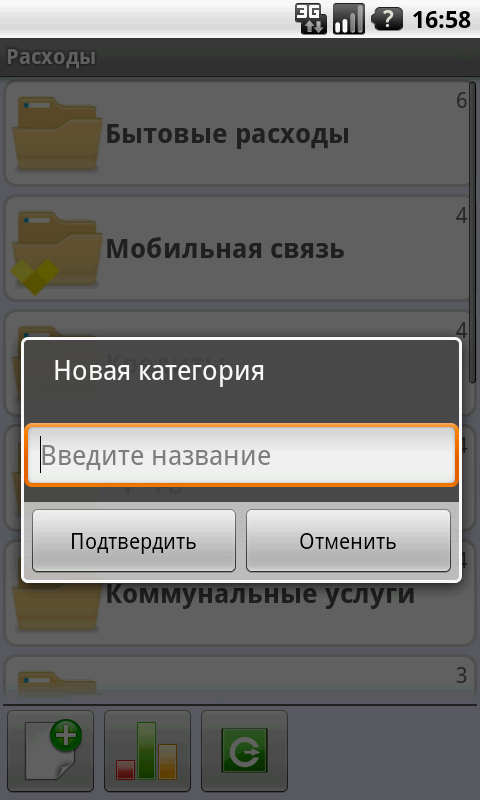 3G
16:58
Расходы
6
Бытовые расходы
4
Мобильная связь
4
Новая категория
Введите название
Подтвердить
Отменить
4
4
Коммунальные услуги
3